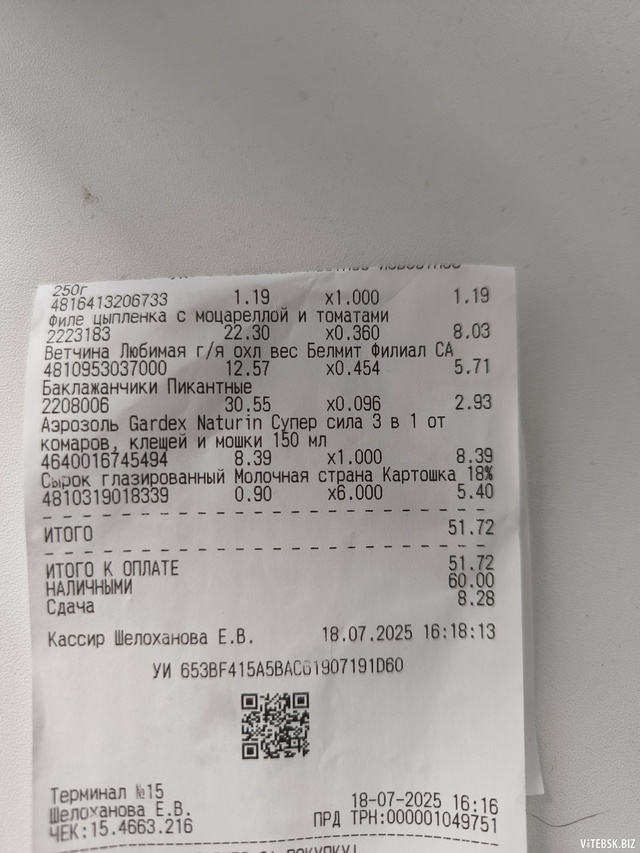 250г
4816413206733 1.19 x1.000 1.19
Филе цыпленка с моцареллой и томатами
2223183 22.30 x0.360 8.03
Ветчина Любимая г/я охл вес Белмит Филиал СА
4810953037000 12.57 x0.454 5.71
Баклажанчики Пикантные
2208006 30.55 x0.096 2.93
Аэрозоль Gardex Naturin Супер сила 3 в 1 от
комаров, клещей и мошки 150 мл
4640016745494 8.39 x1.000 8.39
Сырок глазированный Молочная страна Картошка 18%
4810319018339 0.90 x6.000 5.40
ИТОГО 51.72
ИТОГО К ОПЛАТЕ 51.72
НАЛИЧНЫМИ 60.00
Сдача 8.28
Кассир Шелоханова Е.В. 18.07.2025 16:18:13
УИ 653BF415A5BAC61907191D60
Терминал №15 18-07-2025 16:16
Шелоханова Е.В. ПРД ТРН:000001049751
ЧЕК:15.4663.216
ПОКУПКУ!
ViTEBSK.BIZ